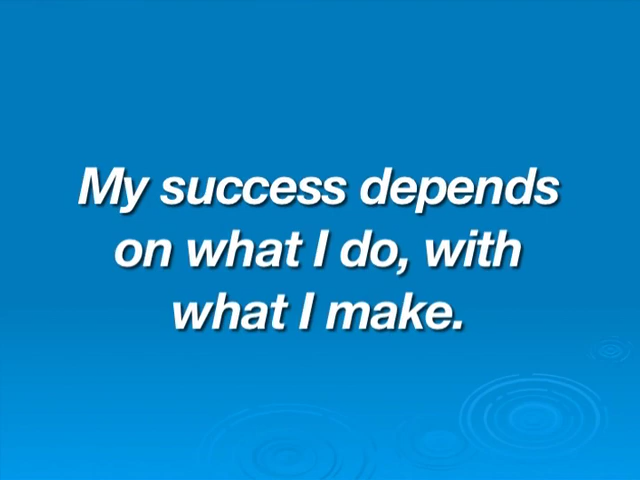 My success depends
on what I do, with
what I make.